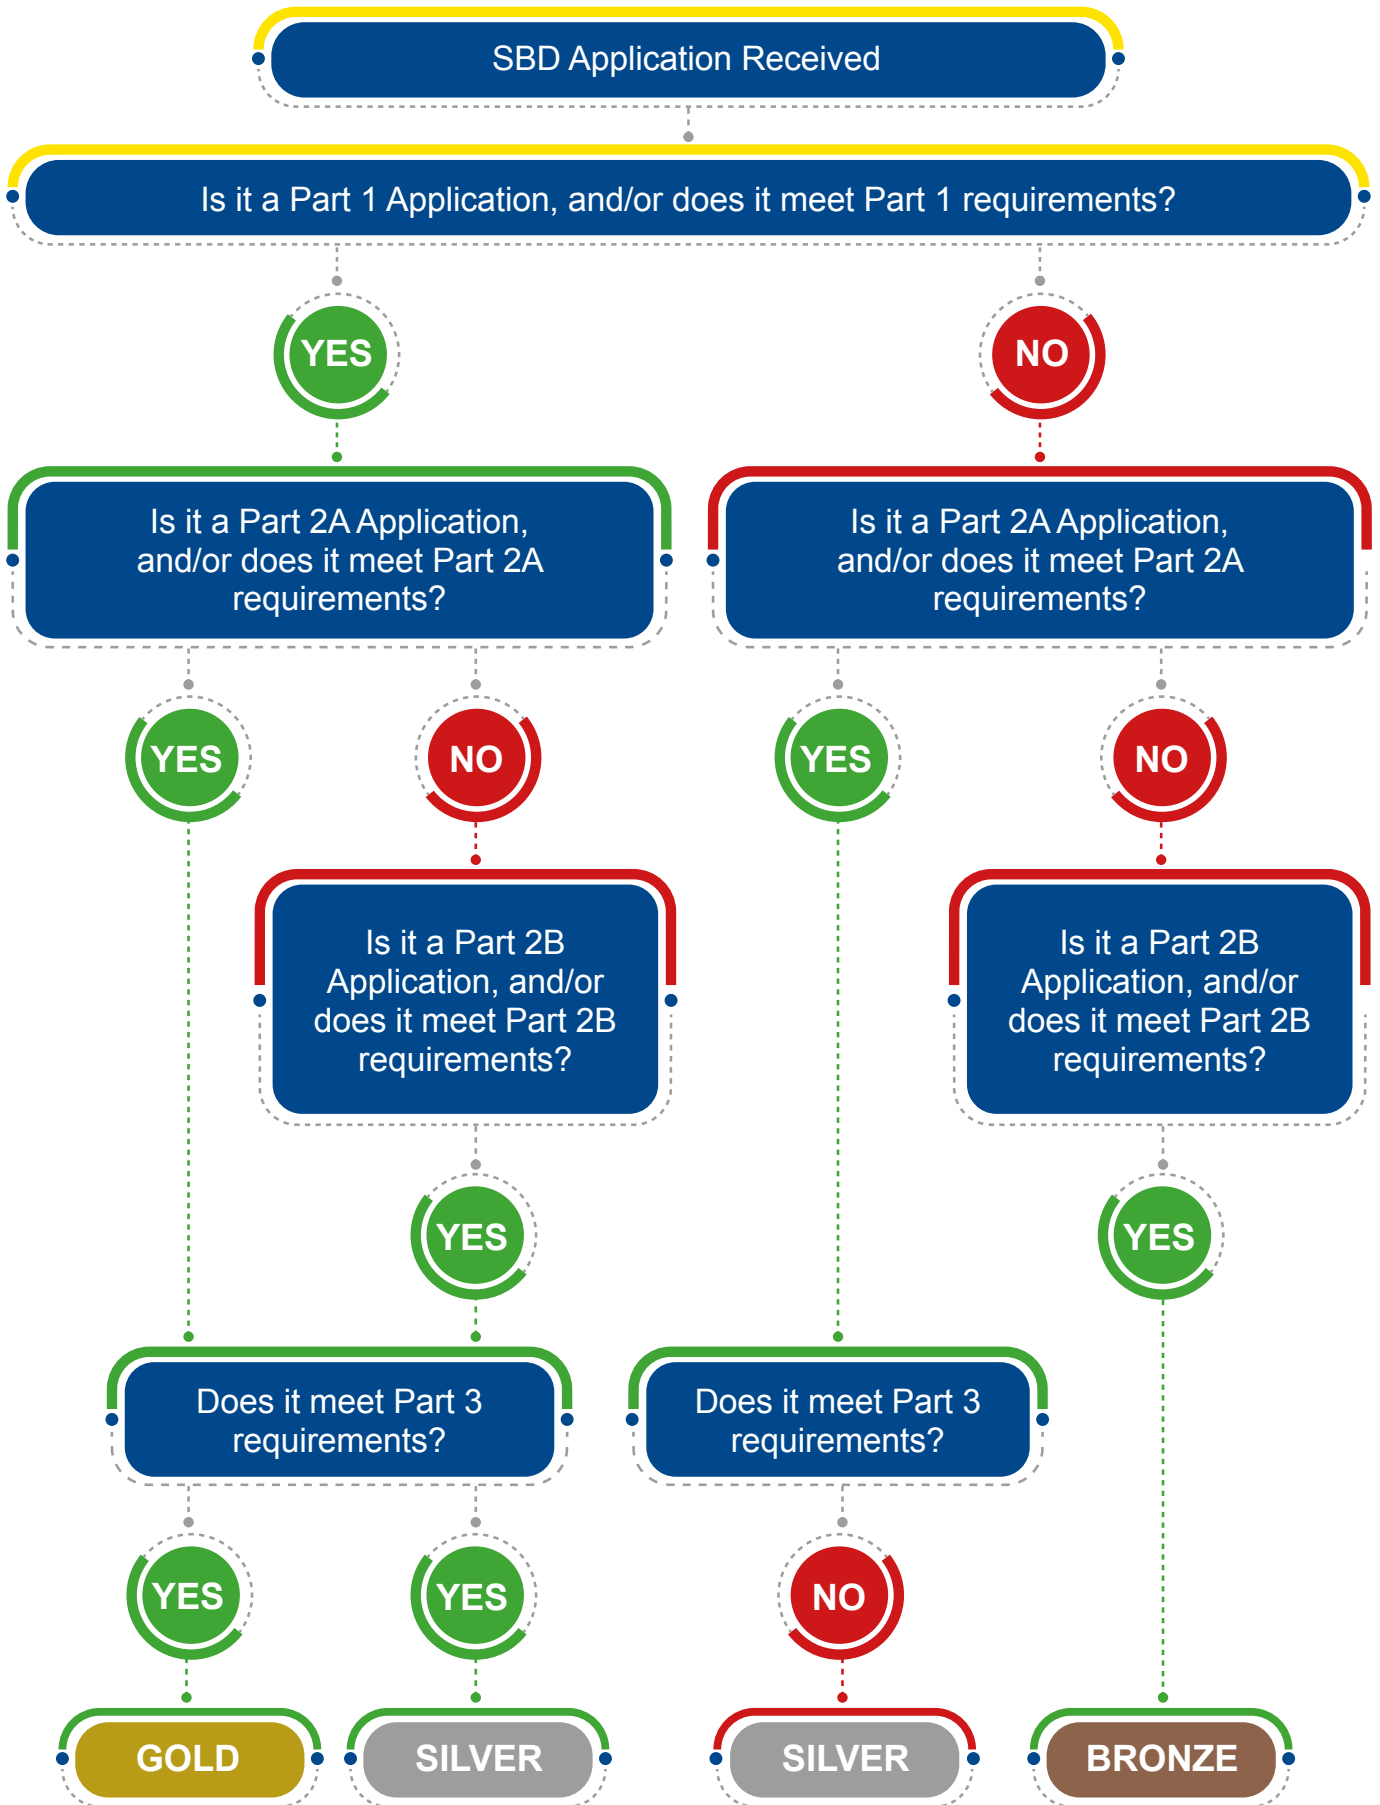 SBD Application Received
Is it a Part 1 Application, and/or does it meet Part 1 requirements?
YES
NO
Is it a Part 2A Application,
and/or does it meet Part 2A
requirements?
Is it a Part 2A Application,
and/or does it meet Part 2A
requirements?
YES
NO
YES
NO
Is it a Part 2B
Application, and/or
does it meet Part 2B
requirements?
Is it a Part 2B
Application, and/or
does it meet Part 2B
requirements?
YES
YES
Does it meet Part 3
requirements?
Does it meet Part 3
requirements?
YES
YES
NO
GOLD
SILVER
SILVER
BRONZE